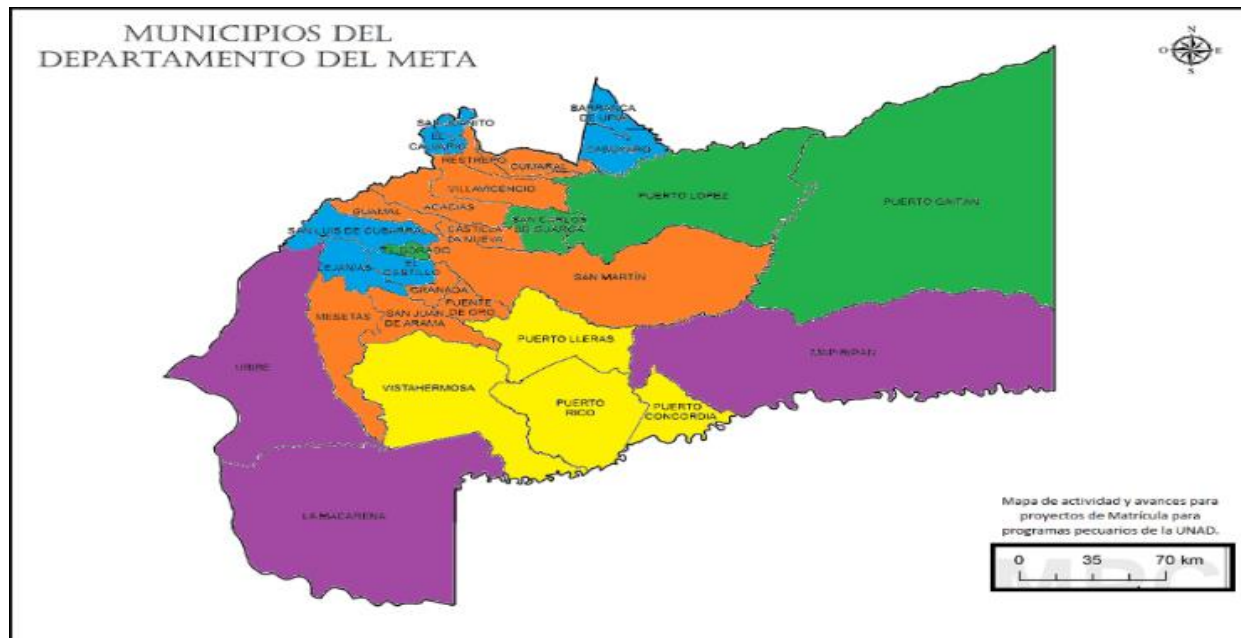 MUNICIPIOS DEL
DEPARTAMENTO DEL META
N
O
E
S
BARRANCA
DE UPIA
CABUYARO
SAN JUANITO
EL
CALVARIO
RESTREPO
CUMARAL
VILLAVICENCIO
PUERTO LOPEZ
PUERTO GAITAN
GUAMAL
ACACIAS
SAN CARLOS
DE GUAROA
CASTILLA
LA NUEVA
SAN LUIS DE CUBARRAL
EL DORADO
LEJANIAS
EL
CASTILLO
SAN MARTÍN
GRANADA
MESETAS
SAN JUAN
DE ARAMA
PUENTE
DE ORO
PUERTO LLERAS
MAPIRIPAN
URIBE
VISTAHERMOSA
PUERTO
RICO
PUERTO
CONCORDIA
LA MACARENA
Mapa de actividad y avances para
proyectos de Matrícula para
programas pecuarios de la UNAD.
0 35 70 km